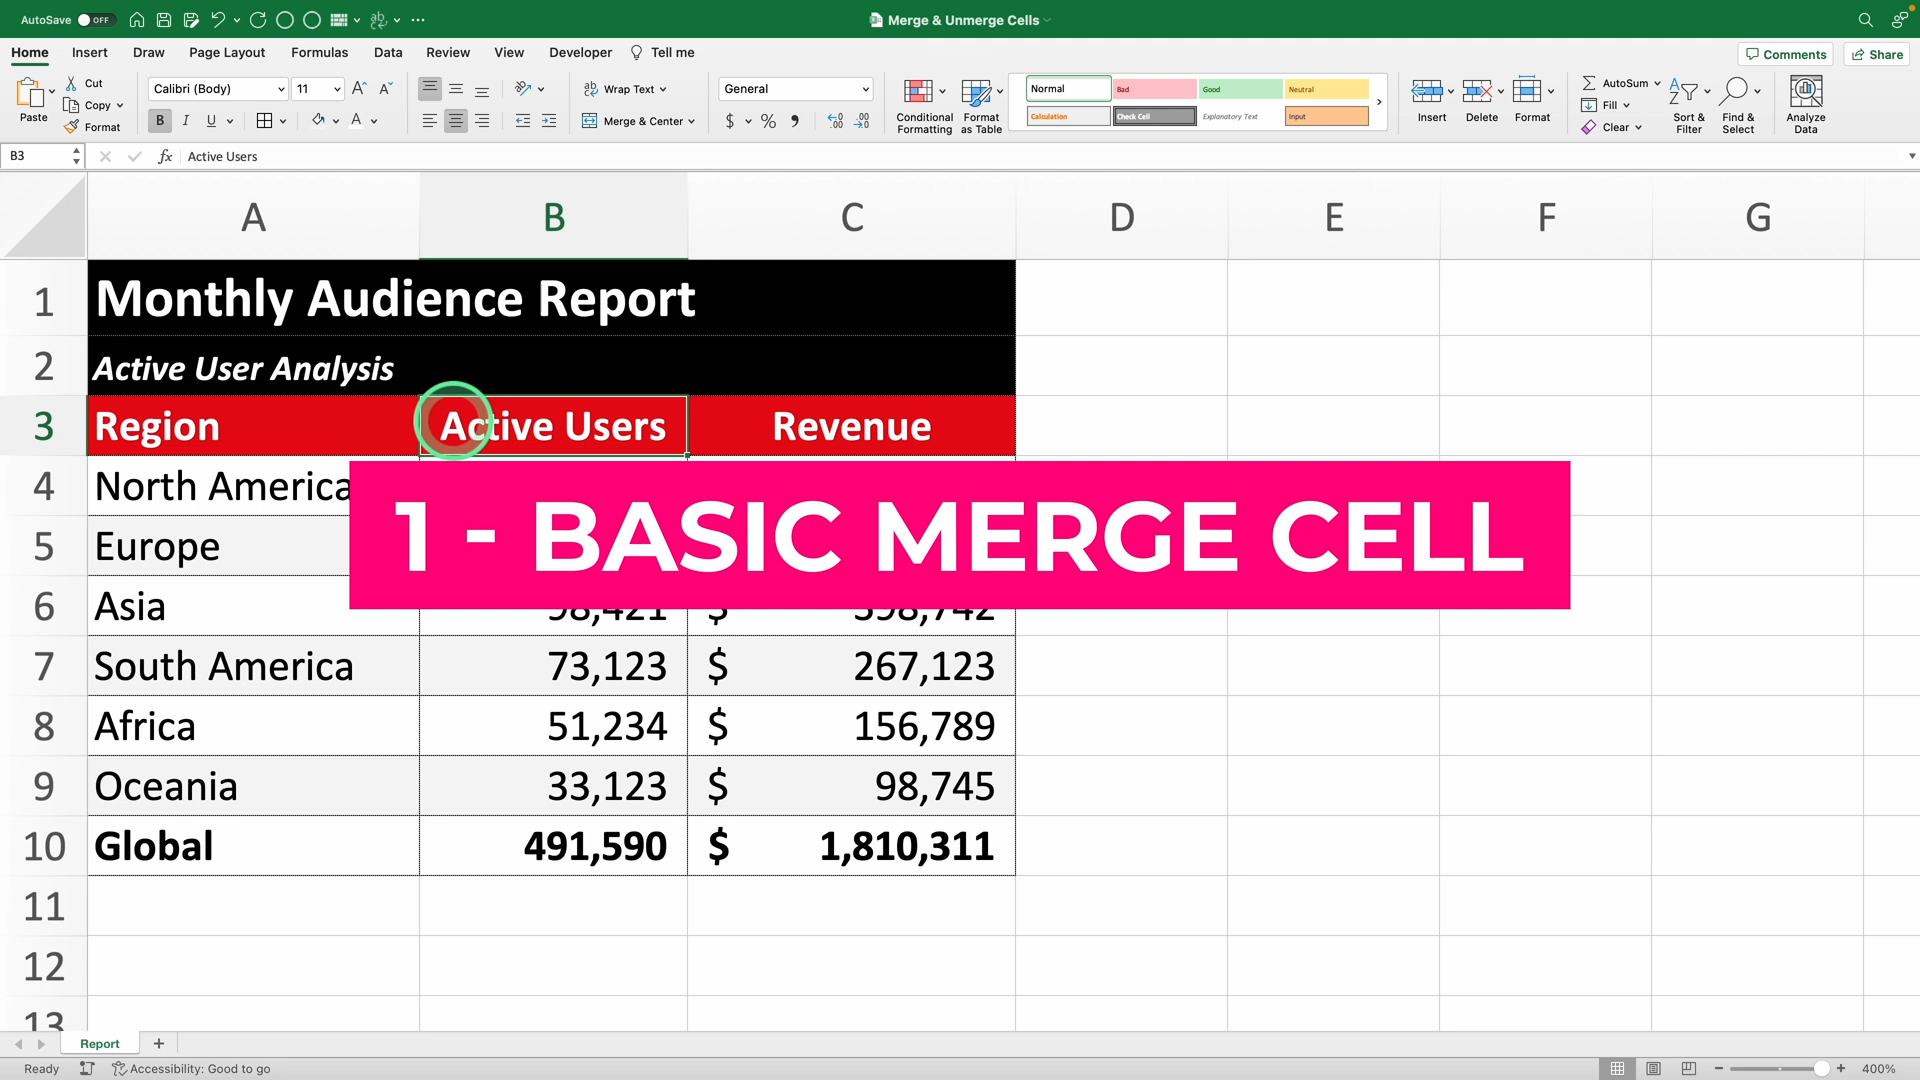 AutoSave OFF
Merge & Unmerge Cells
Home Insert Draw Page Layout Formulas Data Review View Developer Tell me
Comments Share
Paste
Cut
Copy
Format
Calibri (Body) 11
B I U
Wrap Text
Merge & Center
General
$ % ,
Conditional Formatting
Format as Table
Normal Bad Good Neutral
Calculation Check Cell Explanatory Text Input
Insert Delete Format
AutoSum
Fill
Clear
Sort & Filter
Find & Select
Analyze Data
B3 fx Active Users
A B C D E F G
1 Monthly Audience Report
2 Active User Analysis
3 Region Active Users Revenue
4 North America
1 - BASIC MERGE CELL
5 Europe
6 Asia 98,421 $ 398,742
7 South America 73,123 $ 267,123
8 Africa 51,234 $ 156,789
9 Oceania 33,123 $ 98,745
10 Global 491,590 $ 1,810,311
11
12
13
Report +
Ready Accessibility: Good to go
400%